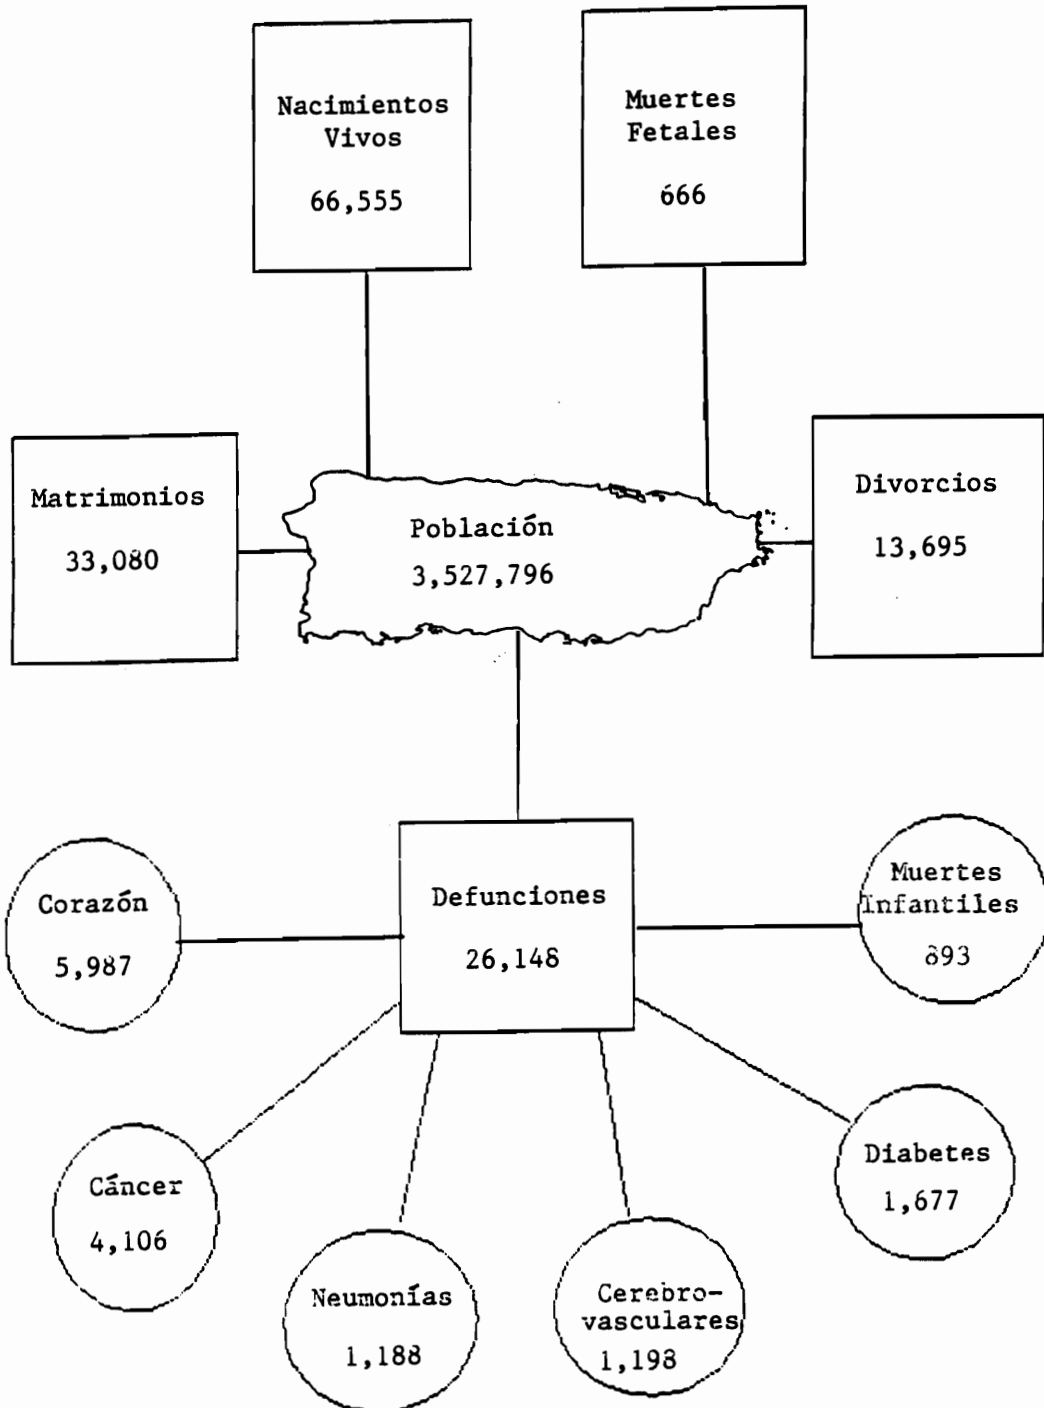 Nacimientos
Vivos
66,555
Muertes
Fetales
666
Matrimonios
33,080
Población
3,527,796
Divorcios
13,695
Corazón
5,987
Defunciones
26,148
Muertes
Infantiles
893
Cáncer
4,106
Diabetes
1,677
Neumonías
1,188
Cerebro-
vasculares
1,198